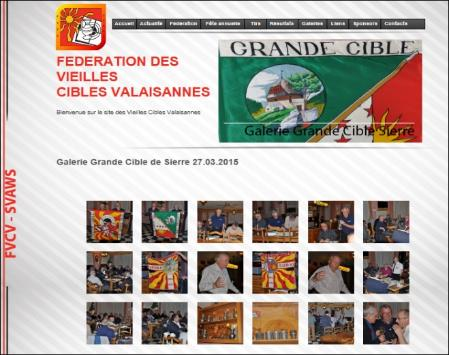 Accueil Actualité Federation Fête annuelle Tirs Résultats Galeries Liens Sponsors Contacts
FEDERATION DES
VIEILLES
CIBLES VALAISANNES
Bienvenue sur le site des Vieilles Cibles Valaisannes
GRANDE CIBLE
Galerie Grande Cible Sierre
Galerie Grande Cible de Sierre 27.03.2015
FVCV - SVAWS